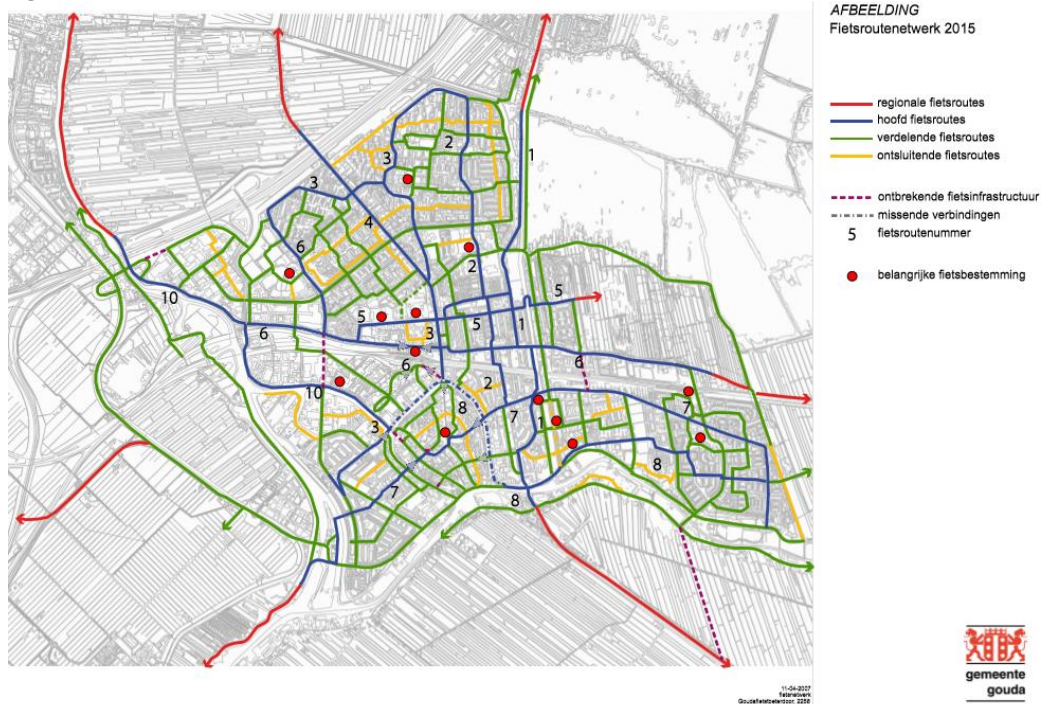 AFBEELDING
Fietsroutenetwerk 2015
regionale fietsroutes
hoofd fietsroutes
verdelende fietsroutes
ontsluitende fietsroutes
ontbrekende fietsinfrastructuur
missende verbindingen
5 fietsroutenummer
belangrijke fietsbestemming
2
1
3
3
4
6
2
10
5
5
5
1
3
6
6
6
2
10
8
7
1
7
3
8
7
8
gemeente
gouda
11-04-2007
fietsnetwerk